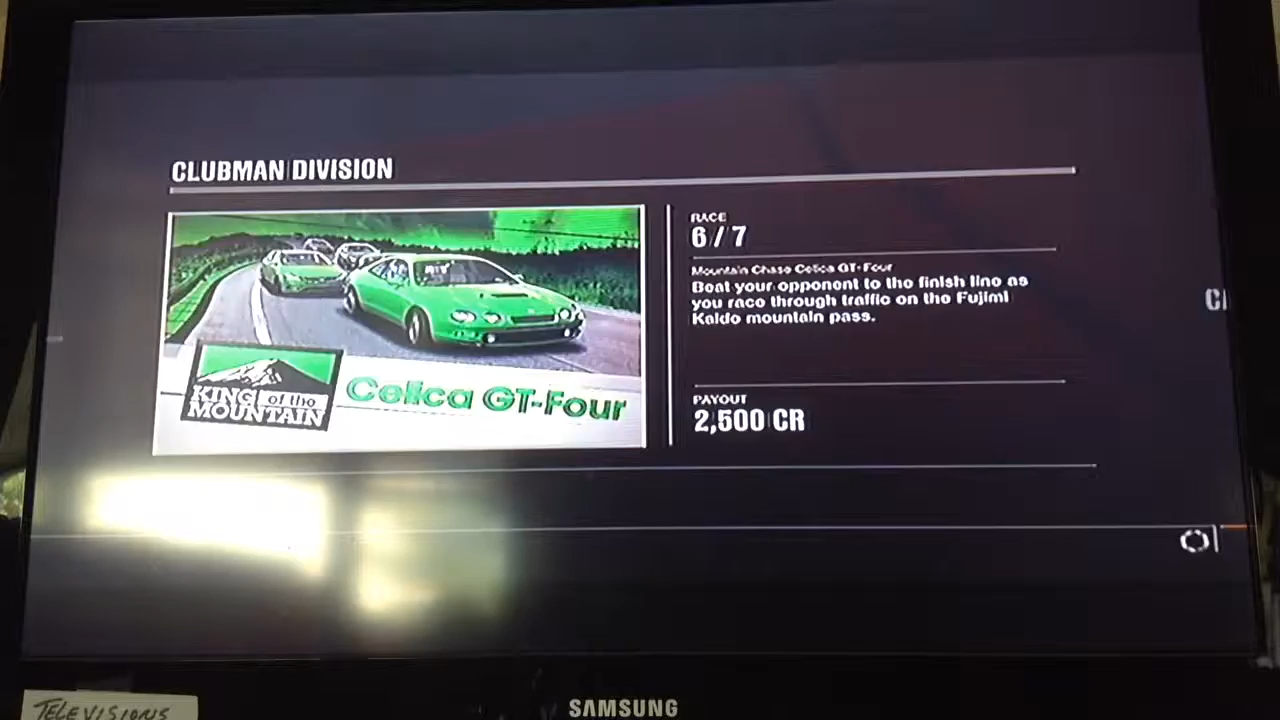 CLUBMAN DIVISION
RACE
6 / 7
Mountain Chase Celica GT-Four
Beat your opponent to the finish line as
you race through traffic on the Fujimi
Kaido mountain pass.
KING of the
MOUNTAIN
Celica GT-Four
PAYOUT
2,500 CR
TELEVISIONS
SAMSUNG